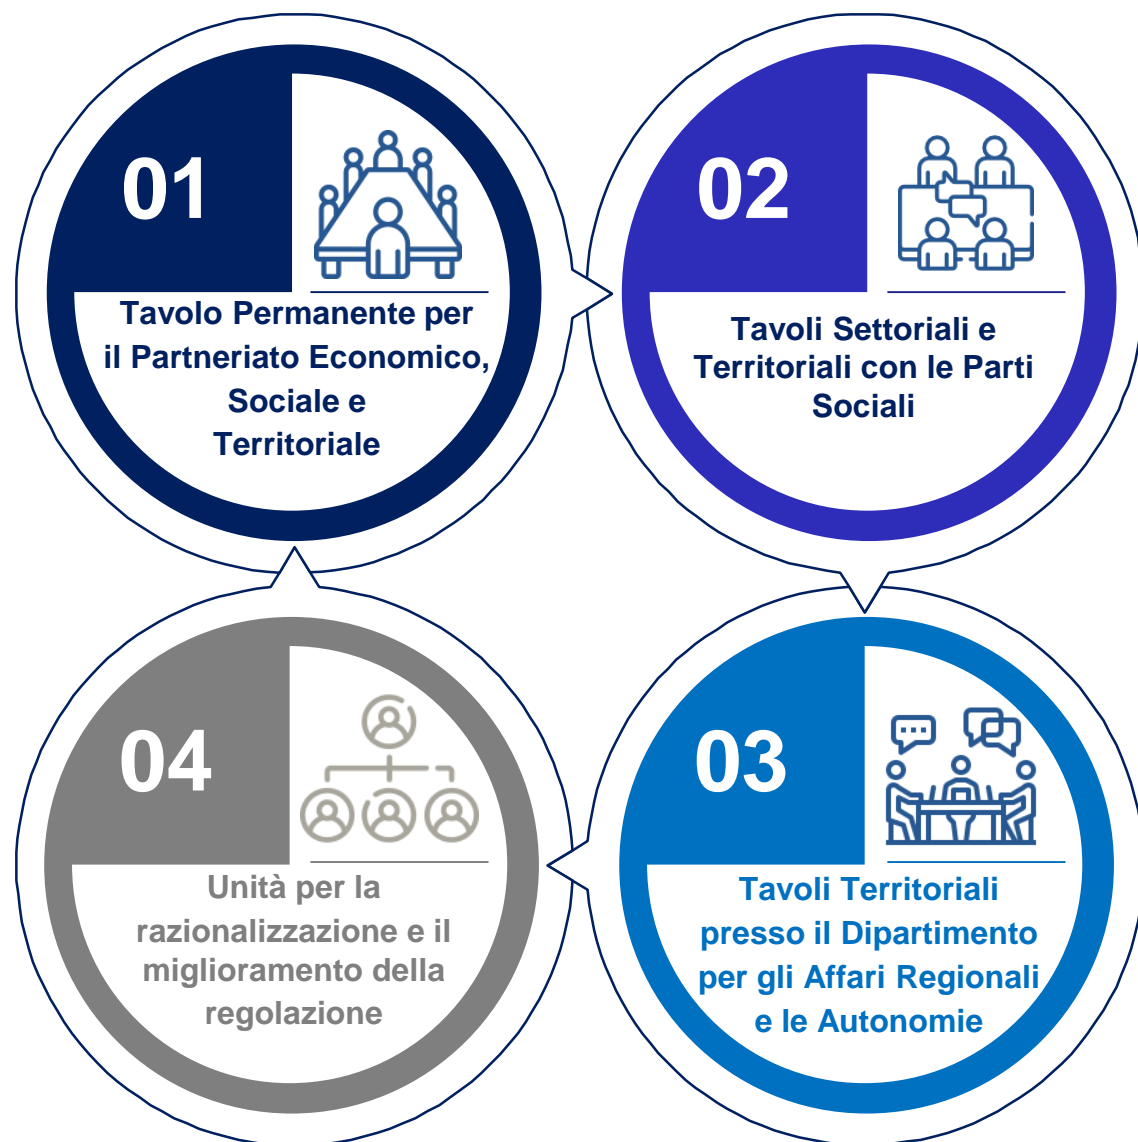 01
Tavolo Permanente per
il Partneriato Economico,
Sociale e
Territoriale
02
Tavoli Settoriali e
Territoriali con le Parti
Sociali
03
Tavoli Territoriali
presso il Dipartimento
per gli Affari Regionali
e le Autonomie
04
Unità per la
razionalizzazione e il
miglioramento della
regolazione